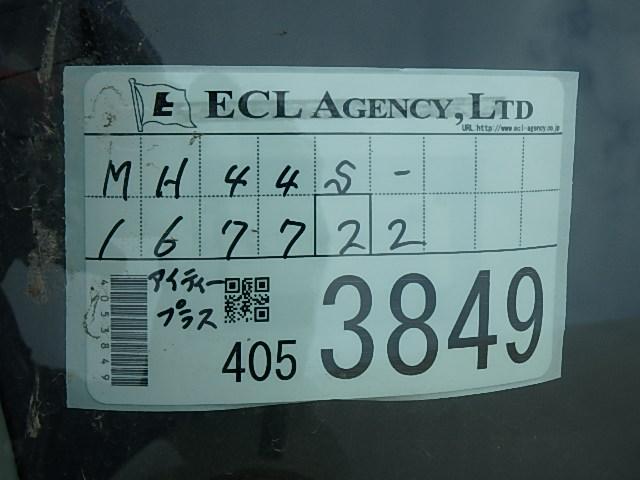 E ECL AGENCY, LTD
URL http://www.ecl-agency.co.jp
MH44S-
167722
アイティー
プラス
405 3849
4053849